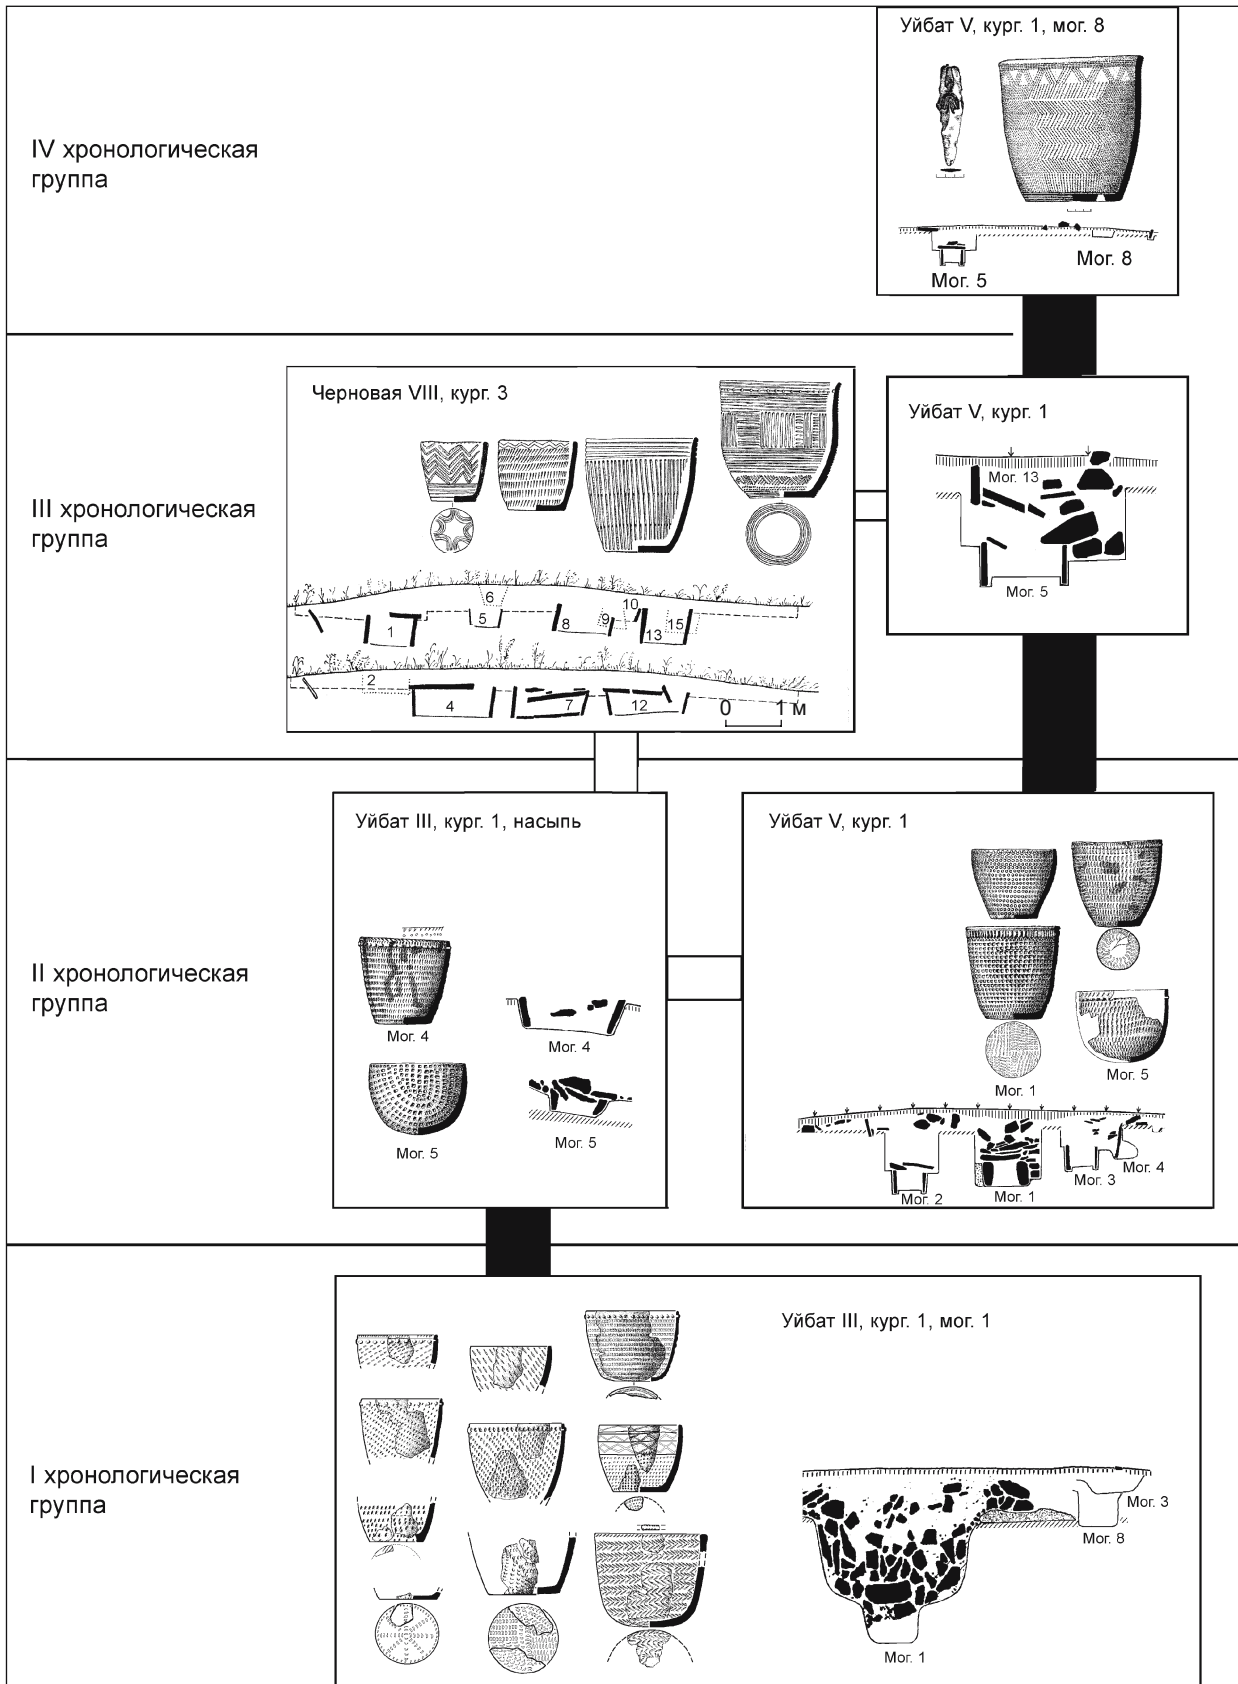 Уйбат V, кург. 1, мог. 8
IV хронологическая
группа
Мог. 5
Мог. 8
Черновая VIII, кург. 3
Уйбат V, кург. 1
Мог. 13
Мог. 5
III хронологическая
группа
6
1
5
8
9
10
13
15
2
4
7
12
0 1 м
Уйбат III, кург. 1, насыпь
Уйбат V, кург. 1
II хронологическая
группа
Мог. 4
Мог. 4
Мог. 5
Мог. 5
Мог. 5
Мог. 1
Мог. 2
Мог. 1
Мог. 3
Мог. 4
Уйбат III, кург. 1, мог. 1
I хронологическая
группа
Мог. 3
Мог. 8
Мог. 1